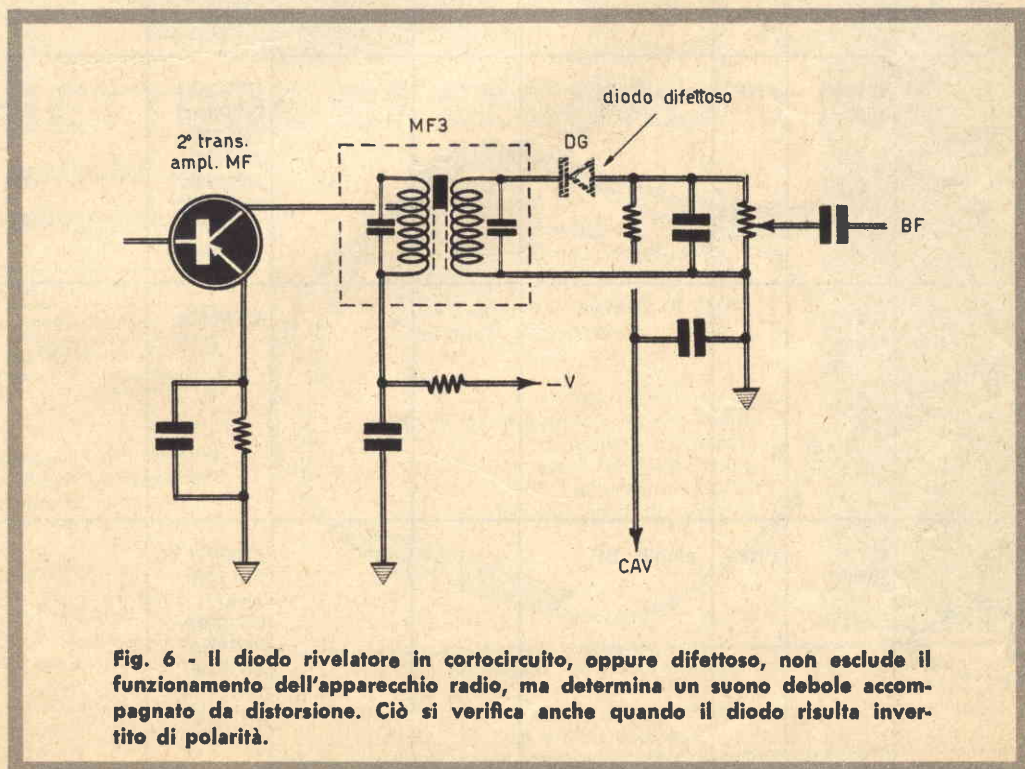 diodo difettoso
MF3
DG
2° trans.
ampl. MF
BF
—V
CAV
Fig. 6 - Il diodo rivelatore in cortocircuito, oppure difettoso, non esclude il
funzionamento dell'apparecchio radio, ma determina un suono debole accom-
pagnato da distorsione. Ciò si verifica anche quando il diodo risulta inver-
tito di polarità.